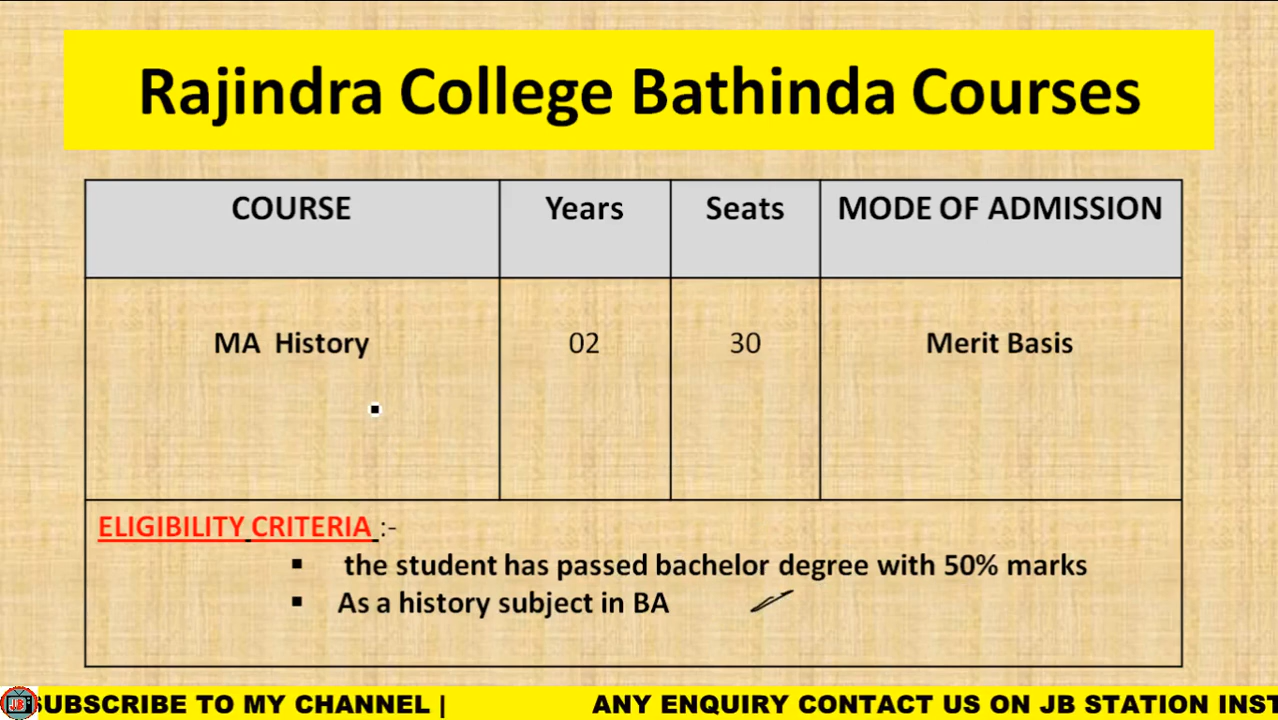 Rajindra College Bathinda Courses
COURSE Years Seats MODE OF ADMISSION
MA History 02 30 Merit Basis
ELIGIBILITY CRITERIA :-
▪ the student has passed bachelor degree with 50% marks
▪ As a history subject in BA
JB SUBSCRIBE TO MY CHANNEL | ANY ENQUIRY CONTACT US ON JB STATION INST